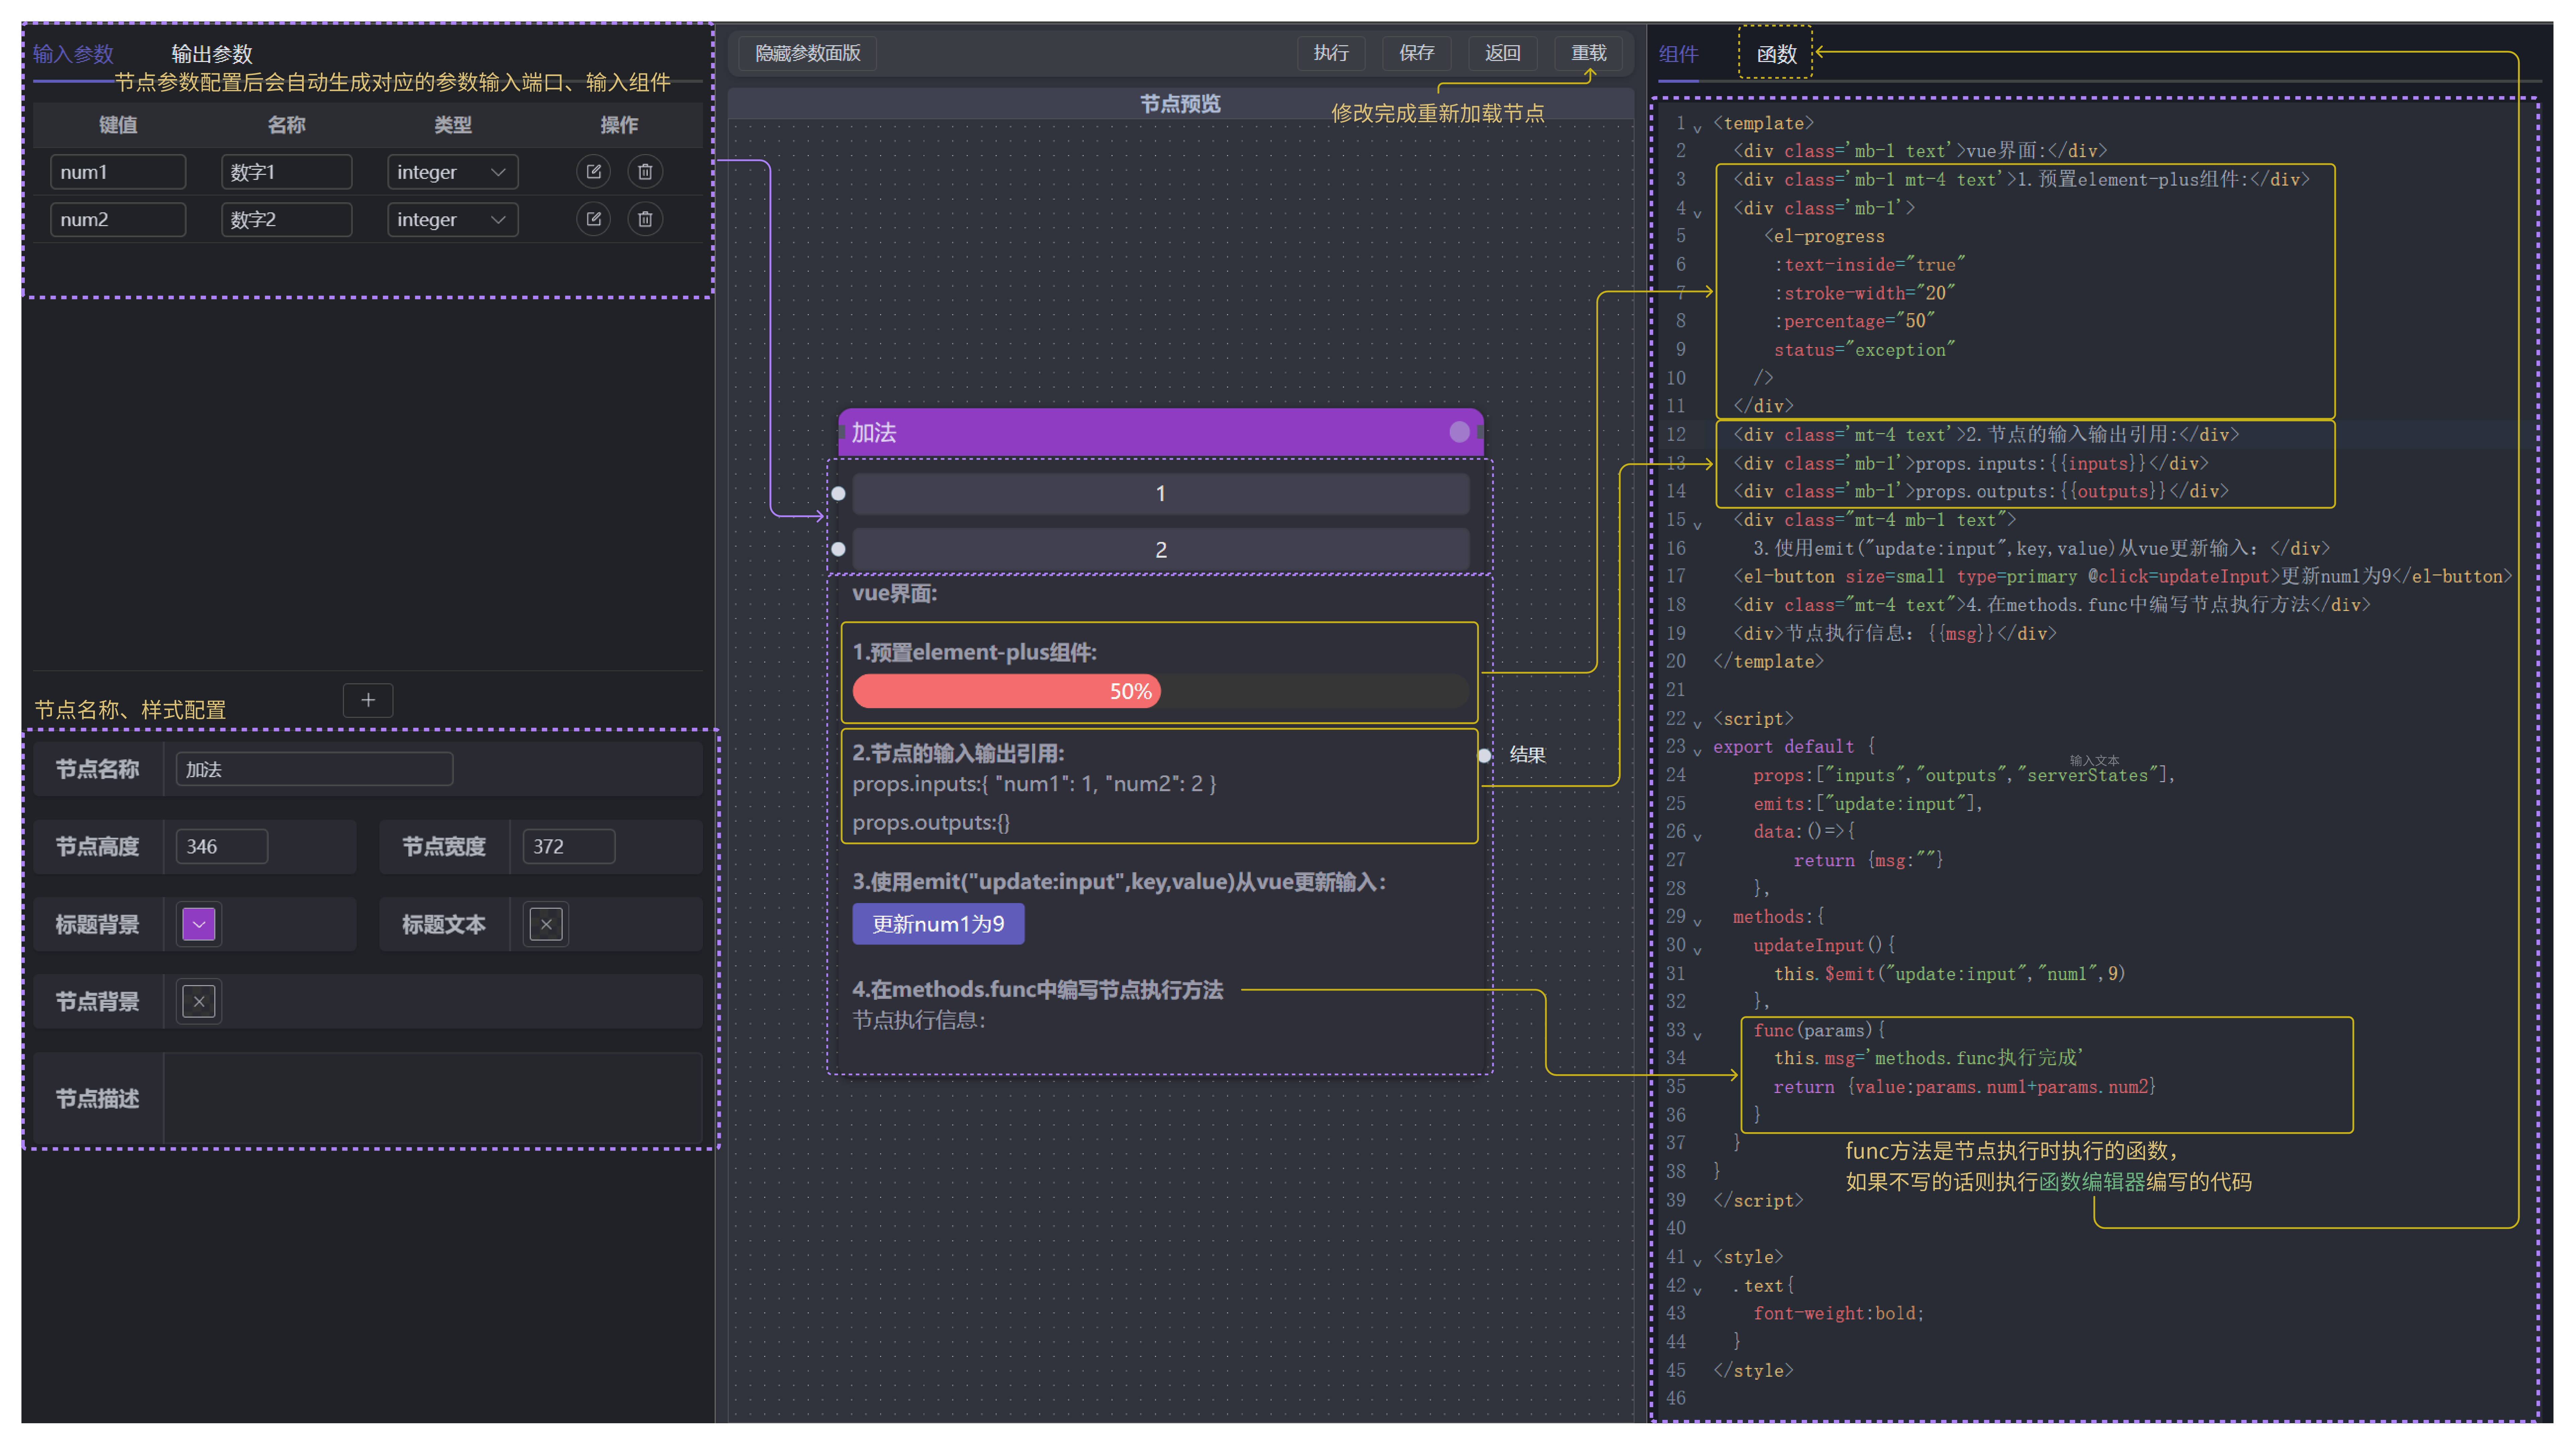 输入参数 输出参数
节点参数配置后会自动生成对应的参数输入端口、输入组件
键值 名称 类型 操作
num1 数字1 integer
num2 数字2 integer
节点名称、样式配置
节点名称 加法
节点高度 346 节点宽度 372
标题背景 标题文本
节点背景
节点描述
隐藏参数面版 执行 保存 返回 重载
节点预览
修改完成重新加载节点
加法
1
2
vue界面:
1.预置element-plus组件:
50%
2.节点的输入输出引用:
props.inputs:{ "num1": 1, "num2": 2 }
props.outputs:{}
结果
3.使用emit("update:input",key,value)从vue更新输入：
更新num1为9
4.在methods.func中编写节点执行方法
节点执行信息：
组件 函数
1 <template>
2 <div class='mb-1 text'>vue界面:</div>
3 <div class='mb-1 mt-4 text'>1.预置element-plus组件:</div>
4 <div class='mb-1'>
5 <el-progress
6 :text-inside="true"
7 :stroke-width="20"
8 :percentage="50"
9 status="exception"
10 />
11 </div>
12 <div class='mt-4 text'>2.节点的输入输出引用:</div>
13 <div class='mb-1'>props.inputs:{{inputs}}</div>
14 <div class='mb-1'>props.outputs:{{outputs}}</div>
15 <div class="mt-4 mb-1 text">
16 3.使用emit("update:input",key,value)从vue更新输入：</div>
17 <el-button size=small type=primary @click=updateInput>更新num1为9</el-button>
18 <div class="mt-4 text">4.在methods.func中编写节点执行方法</div>
19 <div>节点执行信息：{{msg}}</div>
20 </template>
21
22 <script>
23 export default {
输入文本
24 props:["inputs","outputs","serverStates"],
25 emits:["update:input"],
26 data:()=>{
27 return {msg:""}
28 },
29 methods:{
30 updateInput(){
31 this.$emit("update:input","num1",9)
32 },
33 func(params){
34 this.msg='methods.func执行完成'
35 return {value:params.num1+params.num2}
36 }
37 }
38 }
39 </script>
func方法是节点执行时执行的函数，
如果不写的话则执行函数编辑器编写的代码
40
41 <style>
42 .text{
43 font-weight:bold;
44 }
45 </style>
46